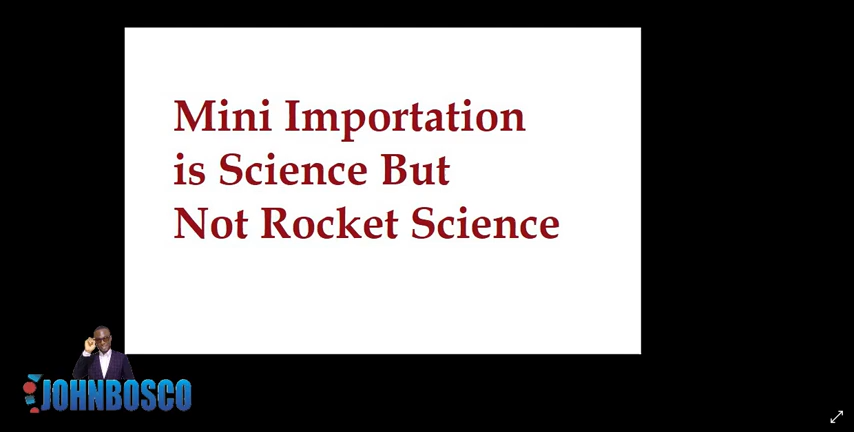 Mini Importation
is Science But
Not Rocket Science
JOHNBOSCO